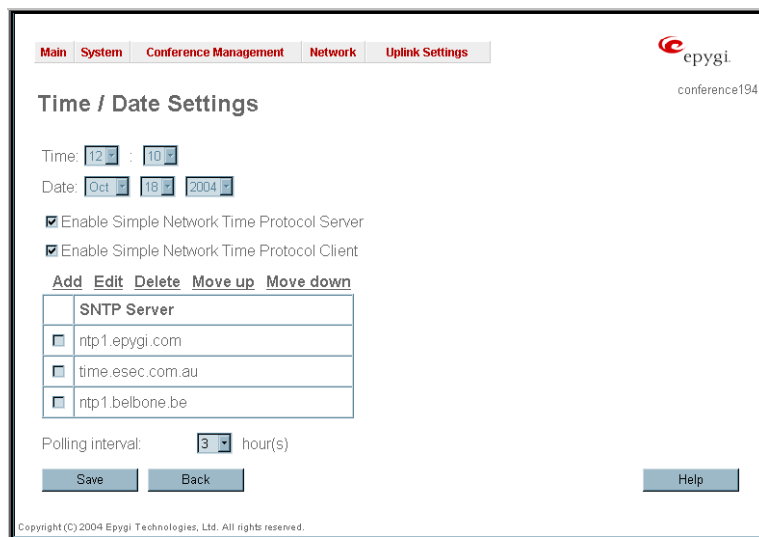 Main System Conference Management Network Uplink Settings
epygi
conference194
Time / Date Settings
Time: 12 : 10
Date: Oct 18 2004
Enable Simple Network Time Protocol Server
Enable Simple Network Time Protocol Client
Add Edit Delete Move up Move down
SNTP Server
ntp1.epygi.com
time.esec.com.au
ntp1.belbone.be
Polling interval: 3 hour(s)
Save Back Help
Copyright (C) 2004 Epygi Technologies, Ltd. All rights reserved.